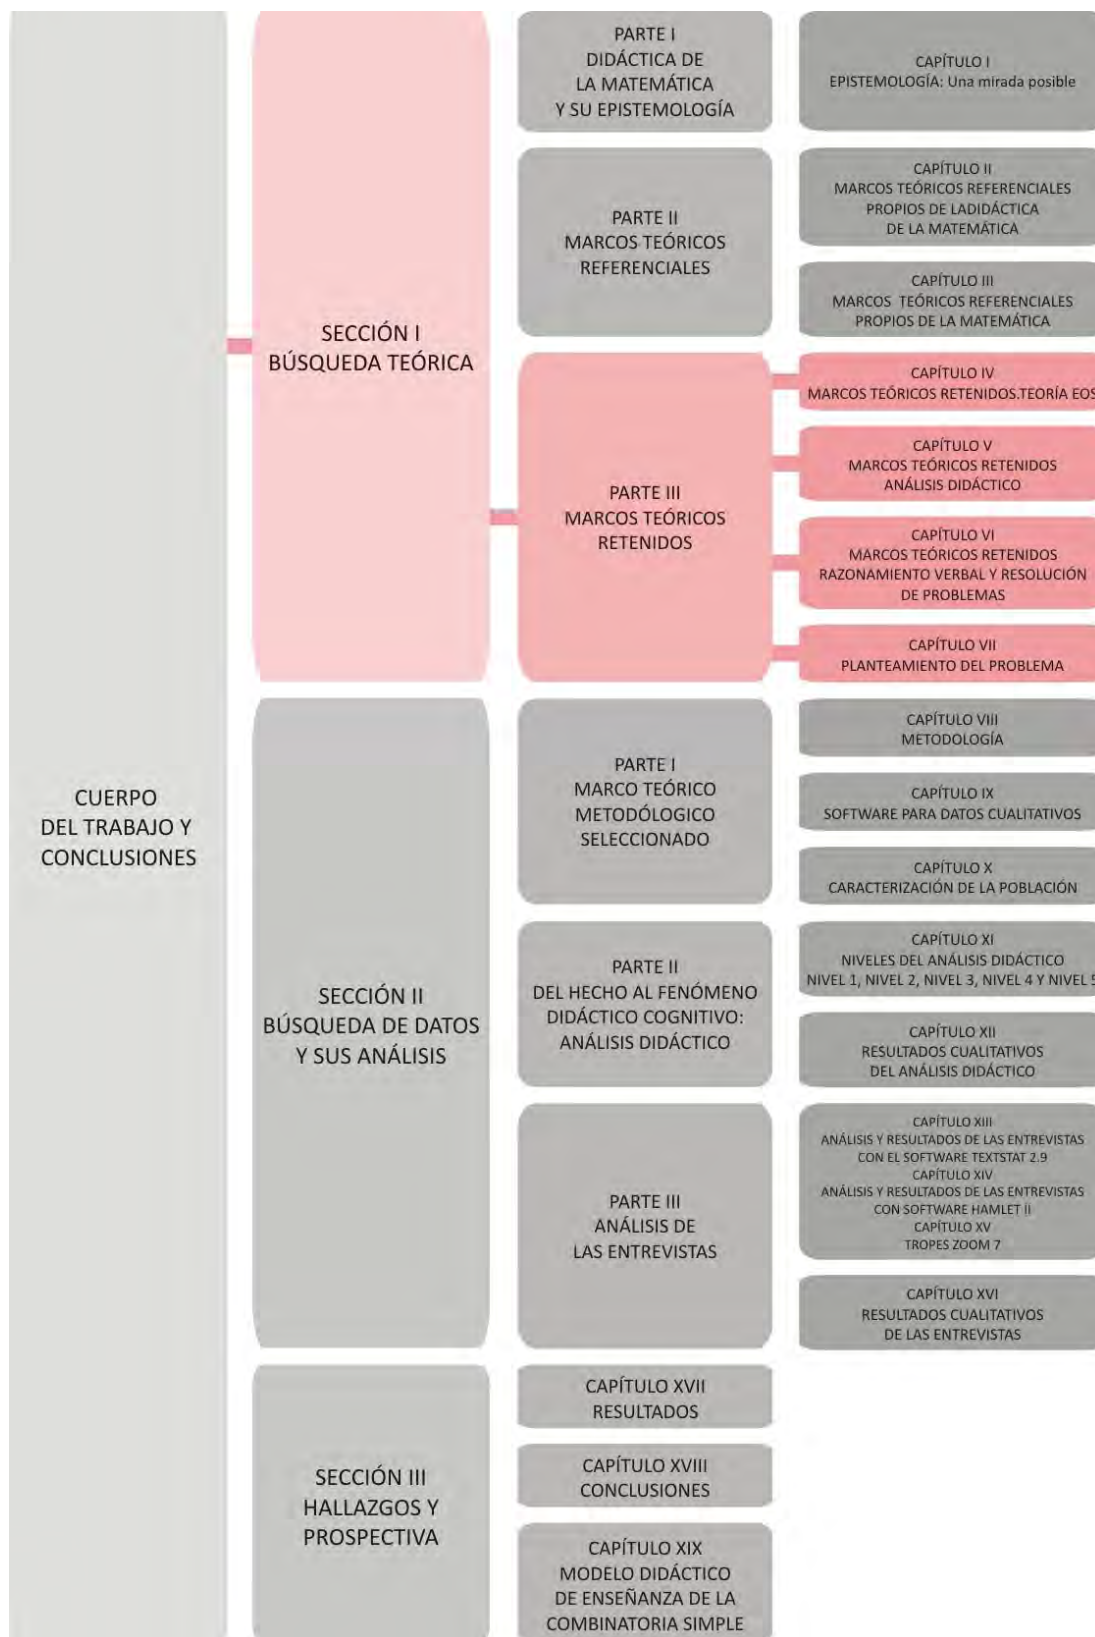 CUERPO
DEL TRABAJO Y
CONCLUSIONES
SECCIÓN I
BÚSQUEDA TEÓRICA
PARTE I
DIDÁCTICA DE
LA MATEMÁTICA
Y SU EPISTEMOLOGÍA
CAPÍTULO I
EPISTEMOLOGÍA: Una mirada posible
PARTE II
MARCOS TEÓRICOS
REFERENCIALES
CAPÍTULO II
MARCOS TEÓRICOS REFERENCIALES
PROPIOS DE LADIDÁCTICA
DE LA MATEMÁTICA
CAPÍTULO III
MARCOS TEÓRICOS REFERENCIALES
PROPIOS DE LA MATEMÁTICA
PARTE III
MARCOS TEÓRICOS
RETENIDOS
CAPÍTULO IV
MARCOS TEÓRICOS RETENIDOS.TEORÍA EOS
CAPÍTULO V
MARCOS TEÓRICOS RETENIDOS
ANÁLISIS DIDÁCTICO
CAPÍTULO VI
MARCOS TEÓRICOS RETENIDOS
RAZONAMIENTO VERBAL Y RESOLUCIÓN
DE PROBLEMAS
CAPÍTULO VII
PLANTEAMIENTO DEL PROBLEMA
SECCIÓN II
BÚSQUEDA DE DATOS
Y SUS ANÁLISIS
PARTE I
MARCO TEÓRICO
METODÓLOGICO
SELECCIONADO
CAPÍTULO VIII
METODOLOGÍA
CAPÍTULO IX
SOFTWARE PARA DATOS CUALITATIVOS
CAPÍTULO X
CARACTERIZACIÓN DE LA POBLACIÓN
PARTE II
DEL HECHO AL FENÓMENO
DIDÁCTICO COGNITIVO:
ANÁLISIS DIDÁCTICO
CAPÍTULO XI
NIVELES DEL ANÁLISIS DIDÁCTICO
NIVEL 1, NIVEL 2, NIVEL 3, NIVEL 4 Y NIVEL 5
CAPÍTULO XII
RESULTADOS CUALITATIVOS
DEL ANÁLISIS DIDÁCTICO
PARTE III
ANÁLISIS DE
LAS ENTREVISTAS
CAPÍTULO XIII
ANÁLISIS Y RESULTADOS DE LAS ENTREVISTAS
CON EL SOFTWARE TEXTSTAT 2.9
CAPÍTULO XIV
ANÁLISIS Y RESULTADOS DE LAS ENTREVISTAS
CON SOFTWARE HAMLET II
CAPÍTULO XV
TROPES ZOOM 7
CAPÍTULO XVI
RESULTADOS CUALITATIVOS
DE LAS ENTREVISTAS
SECCIÓN III
HALLAZGOS Y
PROSPECTIVA
CAPÍTULO XVII
RESULTADOS
CAPÍTULO XVIII
CONCLUSIONES
CAPÍTULO XIX
MODELO DIDÁCTICO
DE ENSEÑANZA DE LA
COMBINATORIA SIMPLE